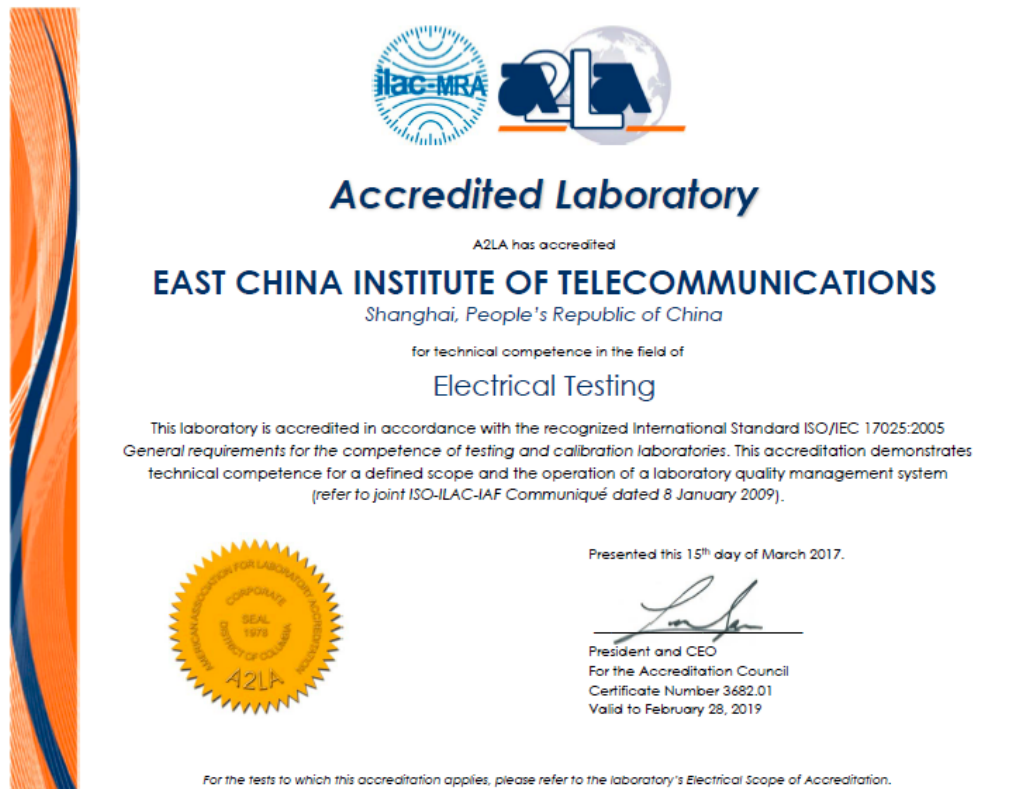 ilac-MRA
A2LA
Accredited Laboratory
A2LA has accredited
EAST CHINA INSTITUTE OF TELECOMMUNICATIONS
Shanghai, People's Republic of China
for technical competence in the field of
Electrical Testing
This laboratory is accredited in accordance with the recognized International Standard ISO/IEC 17025:2005
General requirements for the competence of testing and calibration laboratories. This accreditation demonstrates
technical competence for a defined scope and the operation of a laboratory quality management system
(refer to joint ISO-ILAC-IAF Communiqué dated 8 January 2009).
AMERICAN ASSOCIATION FOR LABORATORY ACCREDITATION
CORPORATE
SEAL
1978
DISTRICT OF COLUMBIA
A2LA
Presented this 15th day of March 2017.
President and CEO
For the Accreditation Council
Certificate Number 3682.01
Valid to February 28, 2019
For the tests to which this accreditation applies, please refer to the laboratory's Electrical Scope of Accreditation.